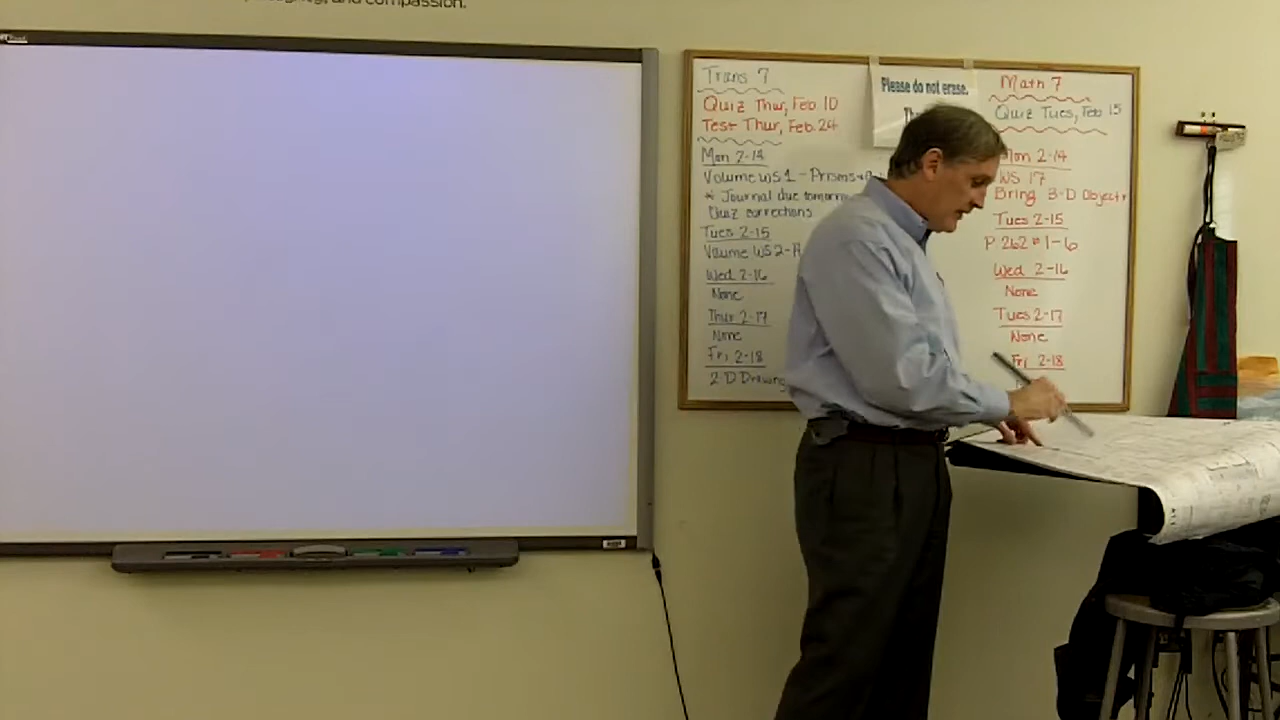 and compassion.
Trans 7
Quiz Thur, Feb 10
Test Thur, Feb. 24
Mon 2-14
Volume WS 1 - Prisms
* Journal due tomorrow
Quiz corrections
Tues 2-15
Volume WS 2-
Wed 2-16
None
Thur 2-17
None
Fri 2-18
2-D Drawing
Please do not erase.
Math 7
Quiz Tues, Feb 15
Mon 2-14
WS 17
Bring 3-D Objects
Tues 2-15
P 262 # 1-6
Wed 2-16
None
Tues 2-17
None
Fri 2-18